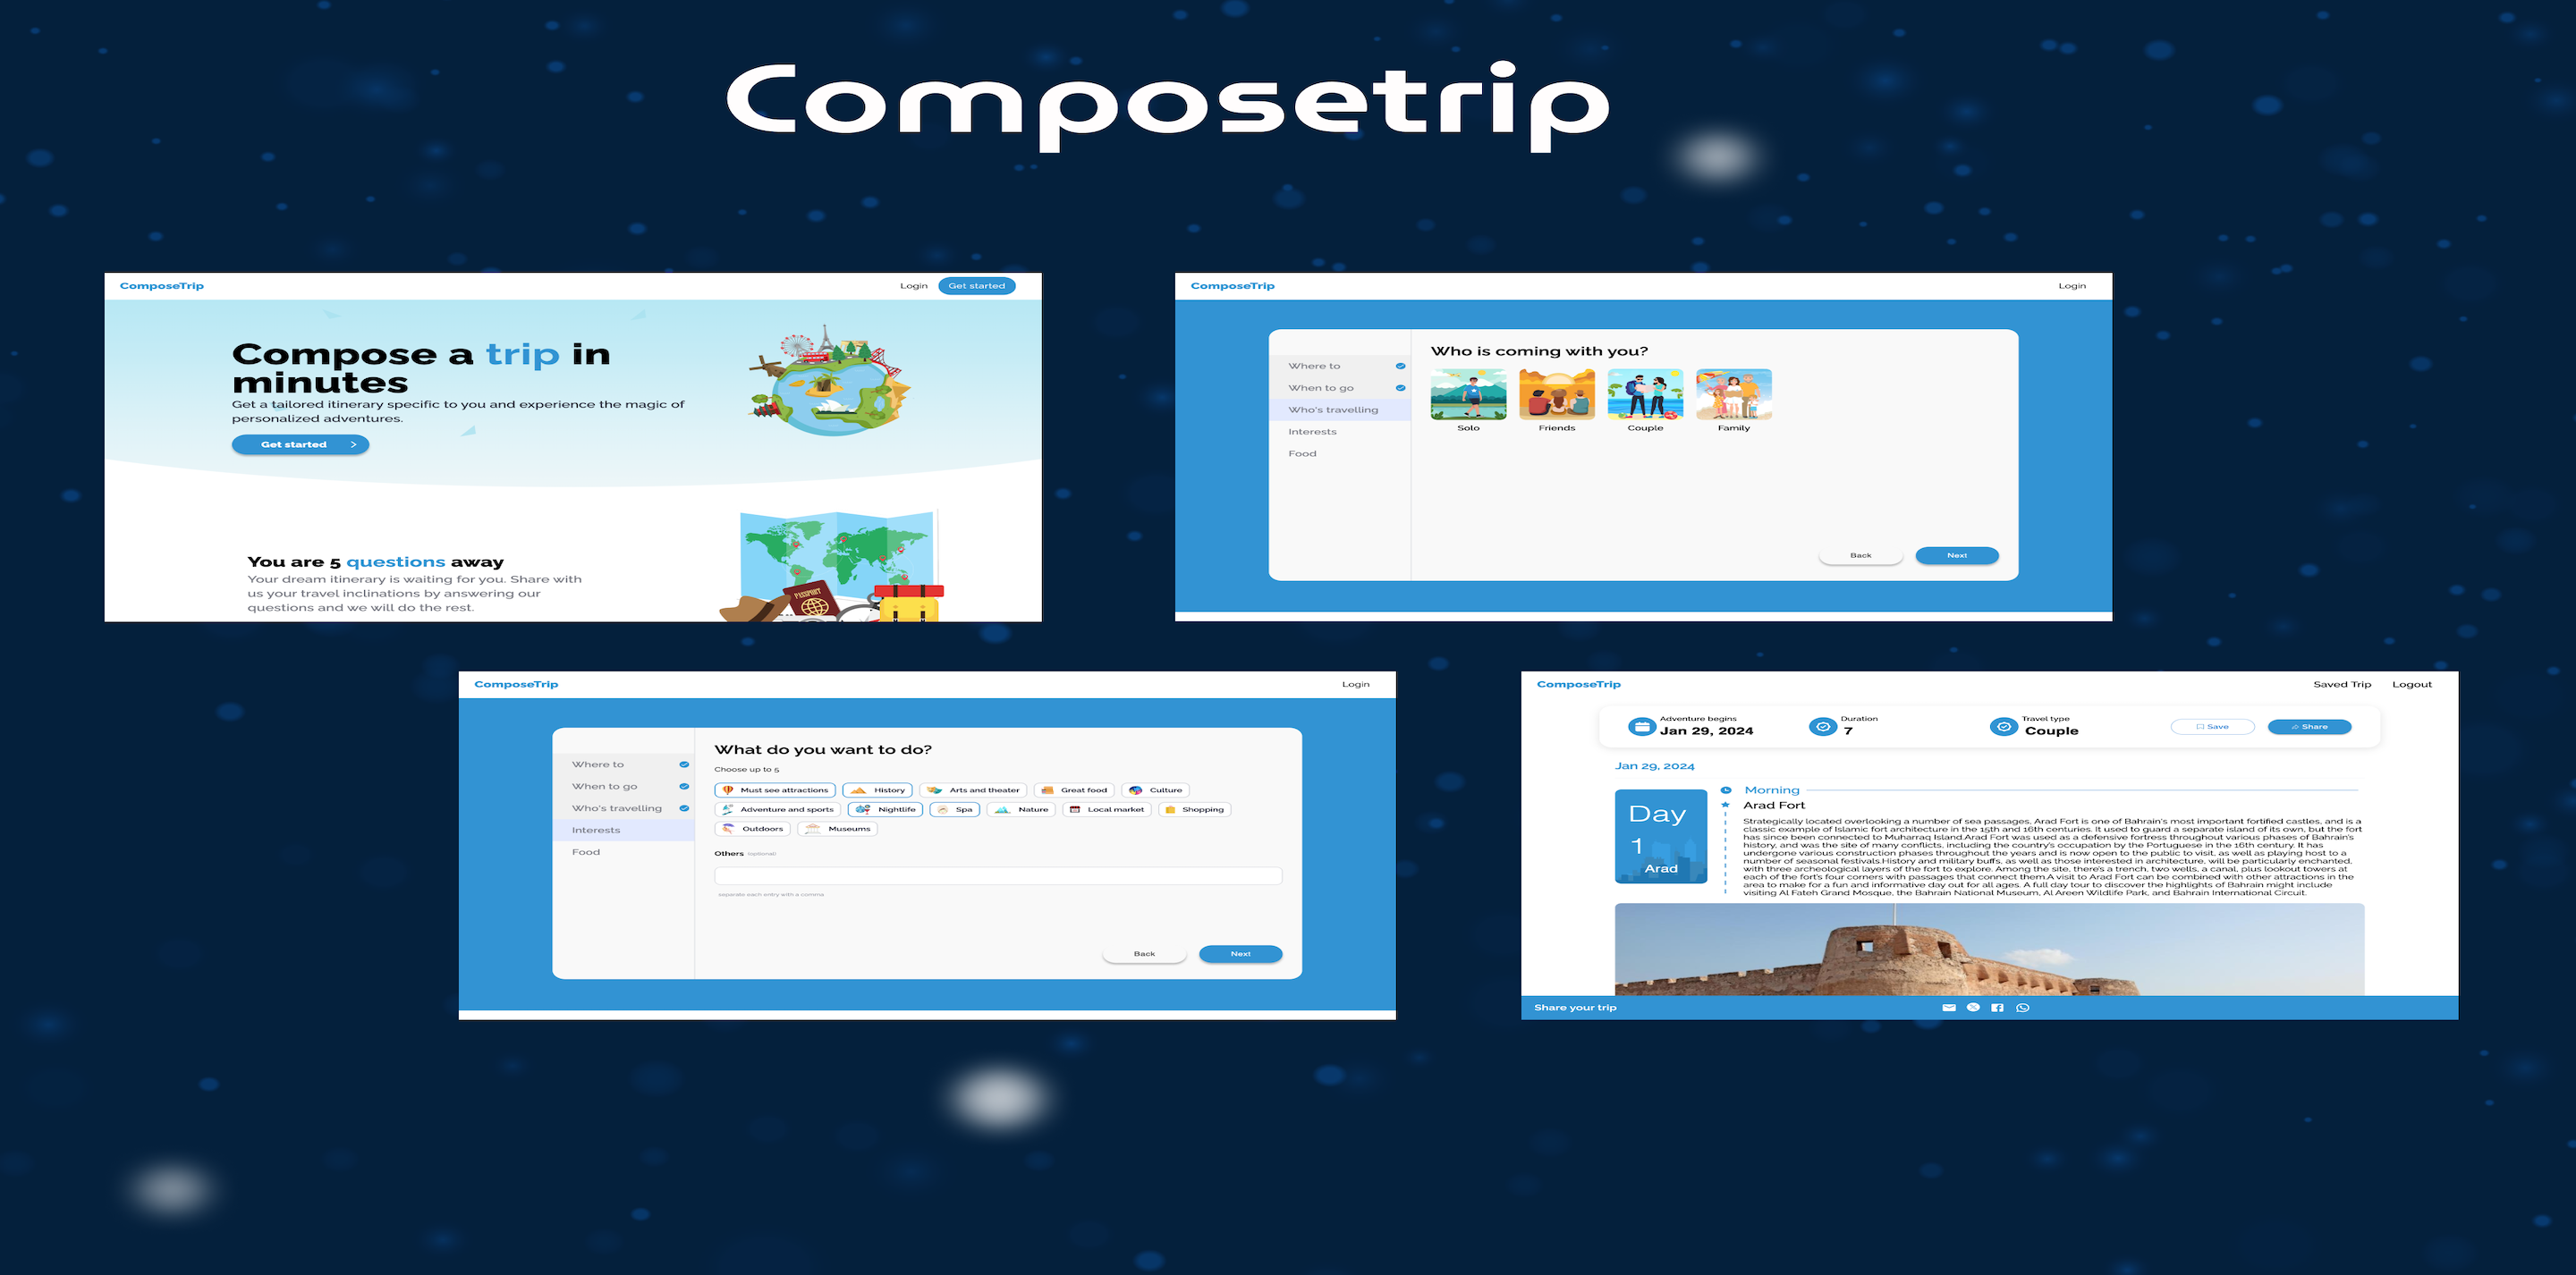 Composetrip
ComposeTrip
Login
Get started
Compose a trip in
minutes
Get a tailored itinerary specific to you and experience the magic of
personalized adventures.
Get started
You are 5 questions away
Your dream itinerary is waiting for you. Share with
us your travel inclinations by answering our
questions and we will do the rest.
PASSPORT
ComposeTrip
Login
Where to
When to go
Who's travelling
Interests
Food
Who is coming with you?
Solo
Friends
Couple
Family
Back
Next
ComposeTrip
Login
Where to
When to go
Who's travelling
Interests
Food
What do you want to do?
Choose up to 5
Must see attractions
History
Arts and theater
Great food
Culture
Adventure and sports
Nightlife
Spa
Nature
Local market
Shopping
Outdoors
Museums
Others (optional)
separate each entry with a comma
Back
Next
ComposeTrip
Saved Trip
Logout
Adventure begins
Jan 29, 2024
Duration
7
Travel type
Couple
Save
Share
Jan 29, 2024
Day
1
Arad
Morning
Arad Fort
Strategically located overlooking a number of sea passages, Arad Fort is one of Bahrain's most important fortified castles, and is a
classic example of Islamic fort architecture in the 15th and 16th centuries. It used to guard a separate island of its own, but the fort
has since been connected to Muharraq Island.Arad Fort was used as a defensive fortress throughout various phases of Bahrain's
history, and was the site of many conflicts, including the country's occupation by the Portuguese in the 16th century. It has
undergone various construction phases throughout the years and is now open to the public to visit, as well as playing host to a
number of seasonal festivals.History and military buffs, as well as those interested in architecture, will be particularly enchanted,
with three archeological layers of the fort to explore. Among the site, there's a trench, two wells, a canal, plus lookout towers at
each of the fort's four corners with passages that connect them.A visit to Arad Fort can be combined with other attractions in the
area to make for a fun and informative day out for all ages. A full day tour to discover the highlights of Bahrain might include
visiting Al Fateh Grand Mosque, the Bahrain National Museum, Al Areen Wildlife Park, and Bahrain International Circuit.
Share your trip